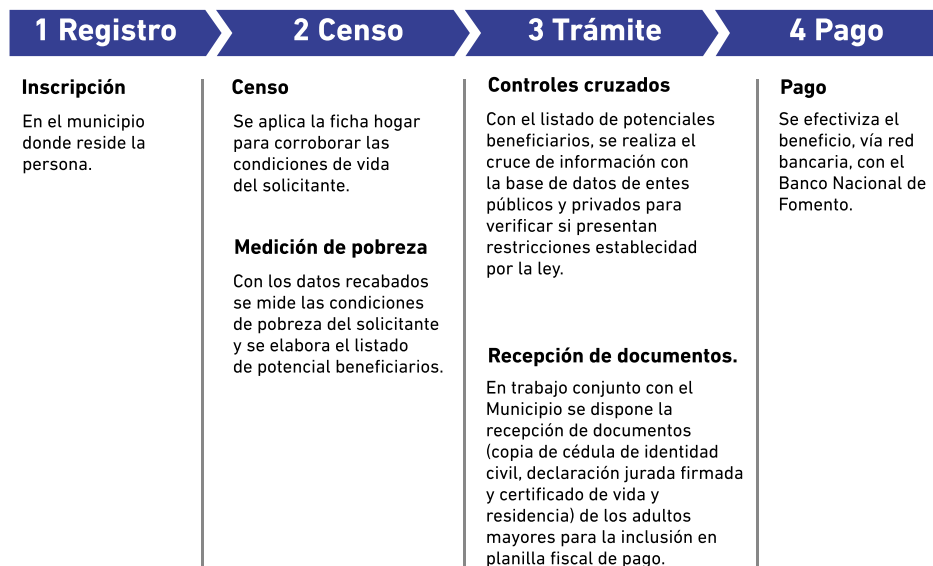 1 Registro
2 Censo
3 Trámite
4 Pago
Inscripción
En el municipio
donde reside la
persona.
Censo
Se aplica la ficha hogar
para corroborar las
condiciones de vida
del solicitante.
Medición de pobreza
Con los datos recabados
se mide las condiciones
de pobreza del solicitante
y se elabora el listado
de potencial beneficiarios.
Controles cruzados
Con el listado de potenciales
beneficiarios, se realiza el
cruce de información con
la base de datos de entes
públicos y privados para
verificar si presentan
restricciones establecidad
por la ley.
Recepción de documentos.
En trabajo conjunto con el
Municipio se dispone la
recepción de documentos
(copia de cédula de identidad
civil, declaración jurada firmada
y certificado de vida y
residencia) de los adultos
mayores para la inclusión en
planilla fiscal de pago.
Pago
Se efectiviza el
beneficio, vía red
bancaria, con el
Banco Nacional de
Fomento.